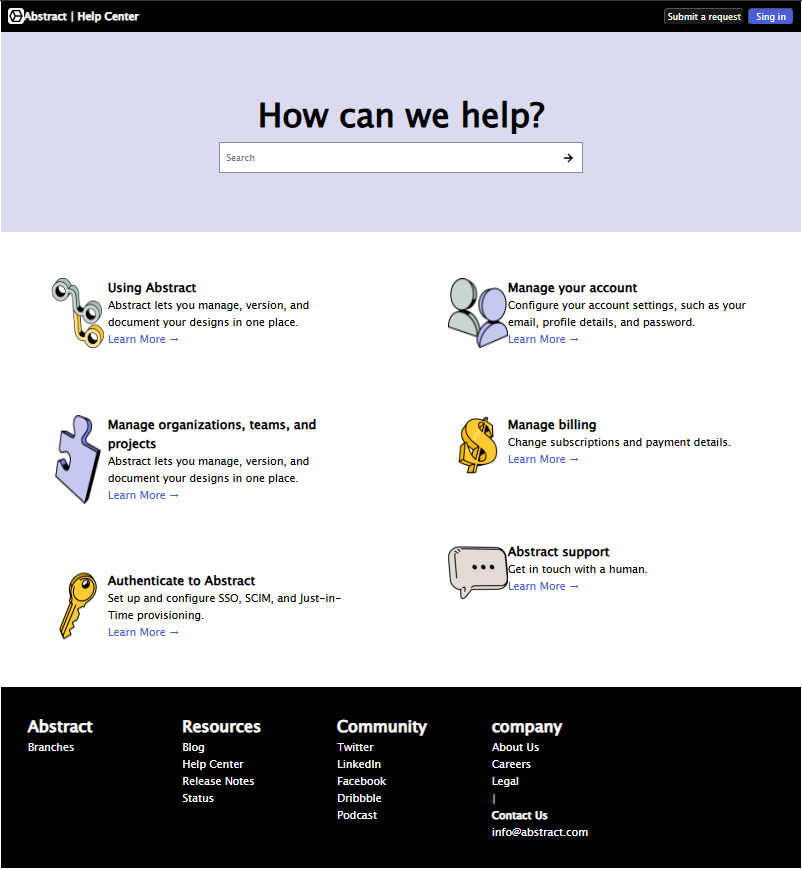 Abstract | Help Center
Submit a request
Sing in
How can we help?
Search →
Using Abstract
Abstract lets you manage, version, and
document your designs in one place.
Learn More →
Manage your account
Configure your account settings, such as your
email, profile details, and password.
Learn More →
Manage organizations, teams, and
projects
Abstract lets you manage, version, and
document your designs in one place.
Learn More →
Manage billing
Change subscriptions and payment details.
Learn More →
Authenticate to Abstract
Set up and configure SSO, SCIM, and Just-in-
Time provisioning.
Learn More →
Abstract support
Get in touch with a human.
Learn More →
Abstract
Branches
Resources
Blog
Help Center
Release Notes
Status
Community
Twitter
LinkedIn
Facebook
Dribbble
Podcast
company
About Us
Careers
Legal
|
Contact Us
info@abstract.com